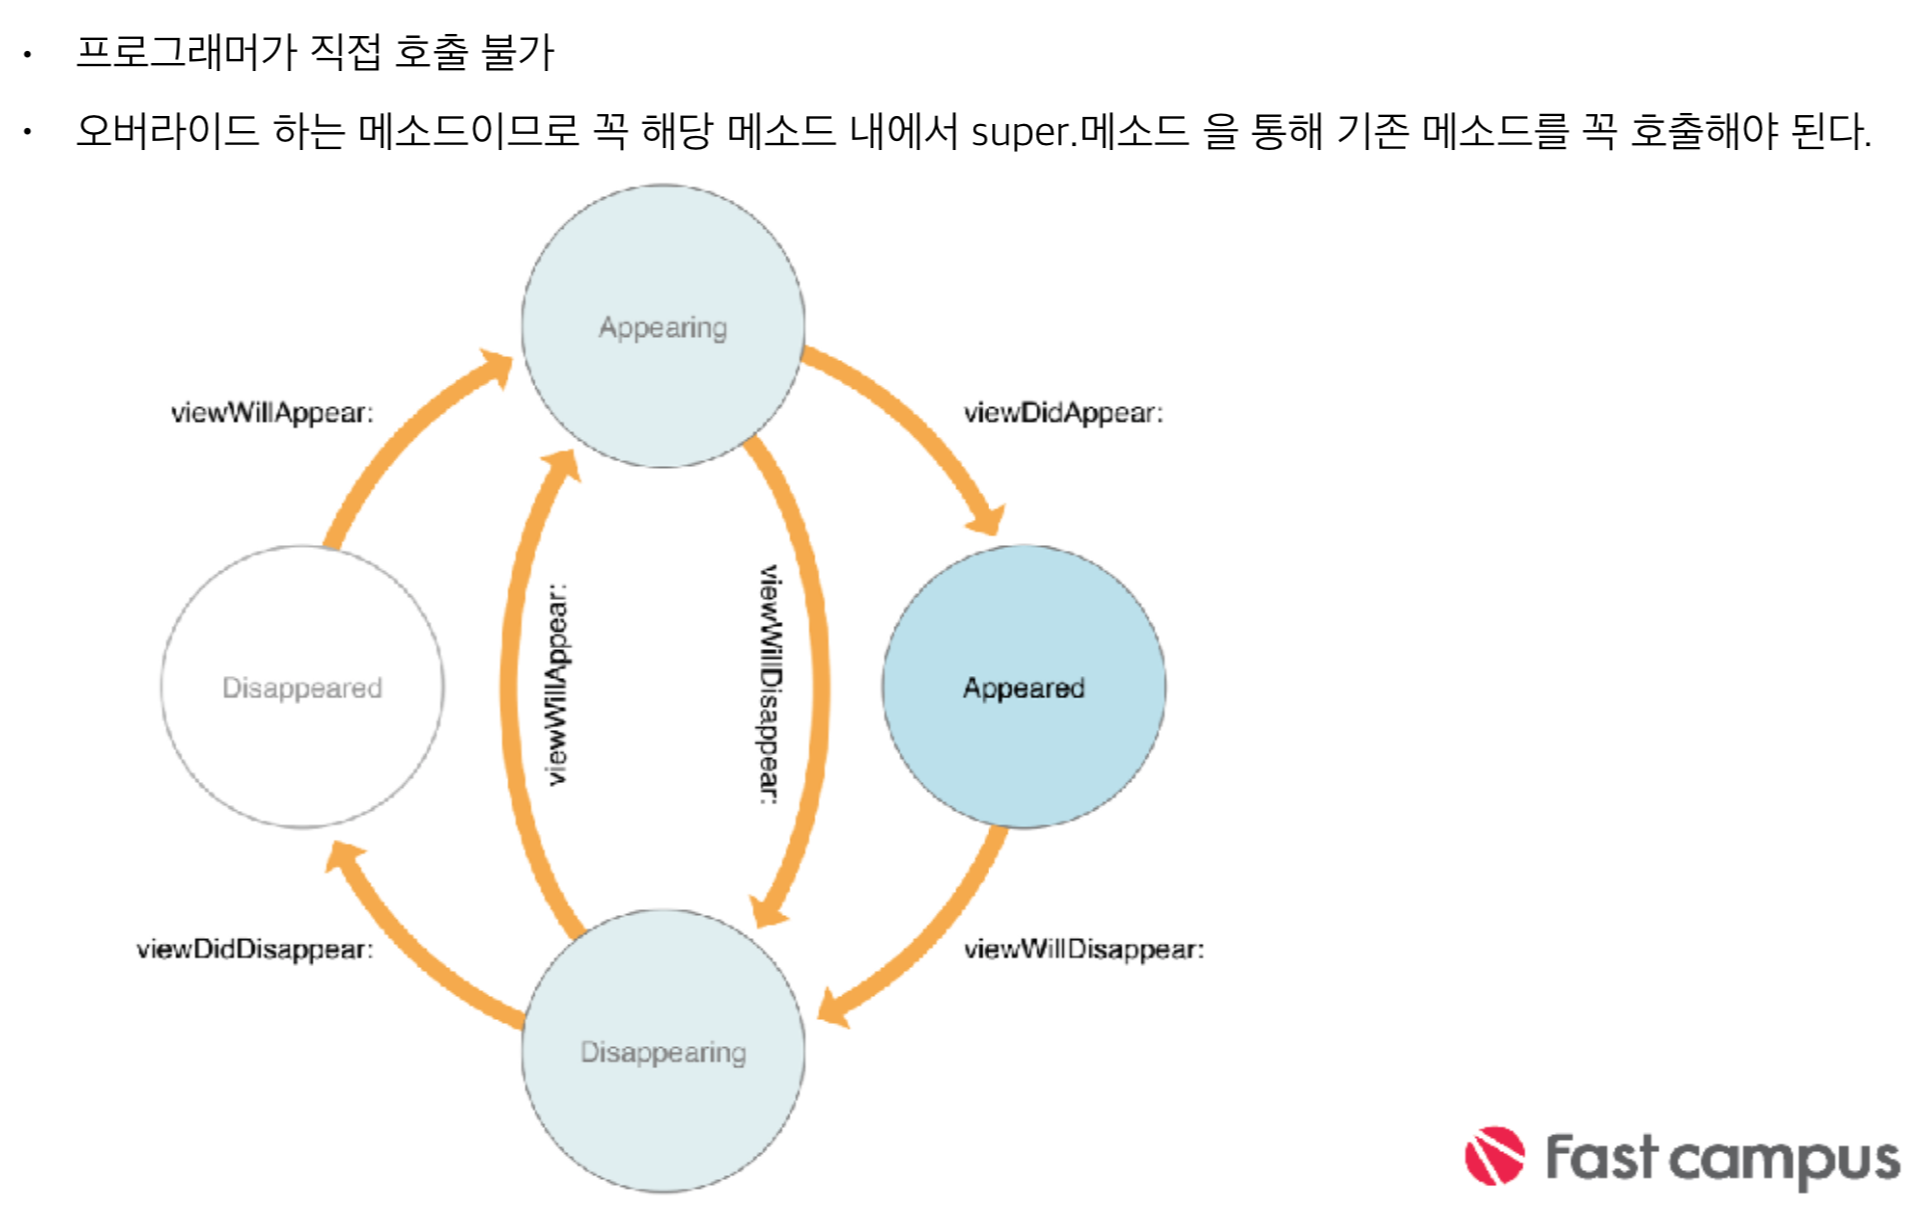 • 프로그래머가 직접 호출 불가
• 오버라이드 하는 메소드이므로 꼭 해당 메소드 내에서 super.메소드 을 통해 기존 메소드를 꼭 호출해야 된다.
Appearing
viewWillAppear:
viewDidAppear:
viewWillAppear:
viewWillDisappear:
Disappeared
Appeared
viewDidDisappear:
viewWillDisappear:
Disappearing
Fast campus